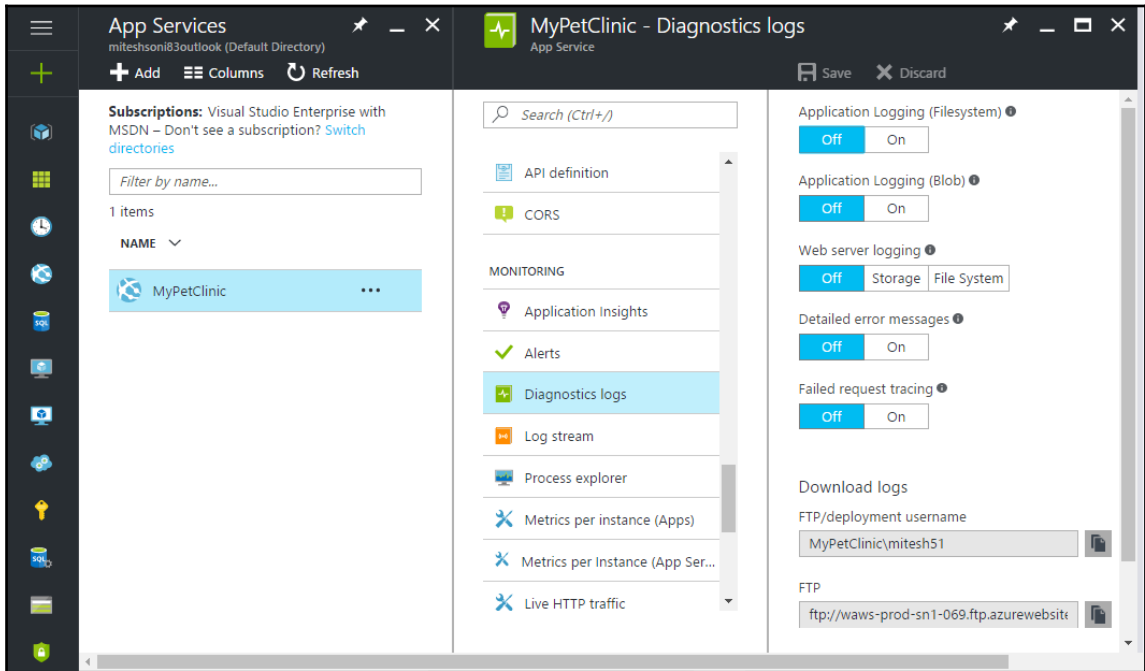 App Services
miteshsoni83outlook (Default Directory)
Add
Columns
Refresh
Subscriptions: Visual Studio Enterprise with
MSDN – Don't see a subscription? Switch
directories
Filter by name...
1 items
NAME
MyPetClinic
MyPetClinic - Diagnostics logs
App Service
Save
Discard
Search (Ctrl+/)
API definition
CORS
MONITORING
Application Insights
Alerts
Diagnostics logs
Log stream
Process explorer
Metrics per instance (Apps)
Metrics per Instance (App Ser...
Live HTTP traffic
Application Logging (Filesystem)
Off On
Application Logging (Blob)
Off On
Web server logging
Off Storage File System
Detailed error messages
Off On
Failed request tracing
Off On
Download logs
FTP/deployment username
MyPetClinic\mitesh51
FTP
ftp://waws-prod-sn1-069.ftp.azurewebsite
SQL
SQL